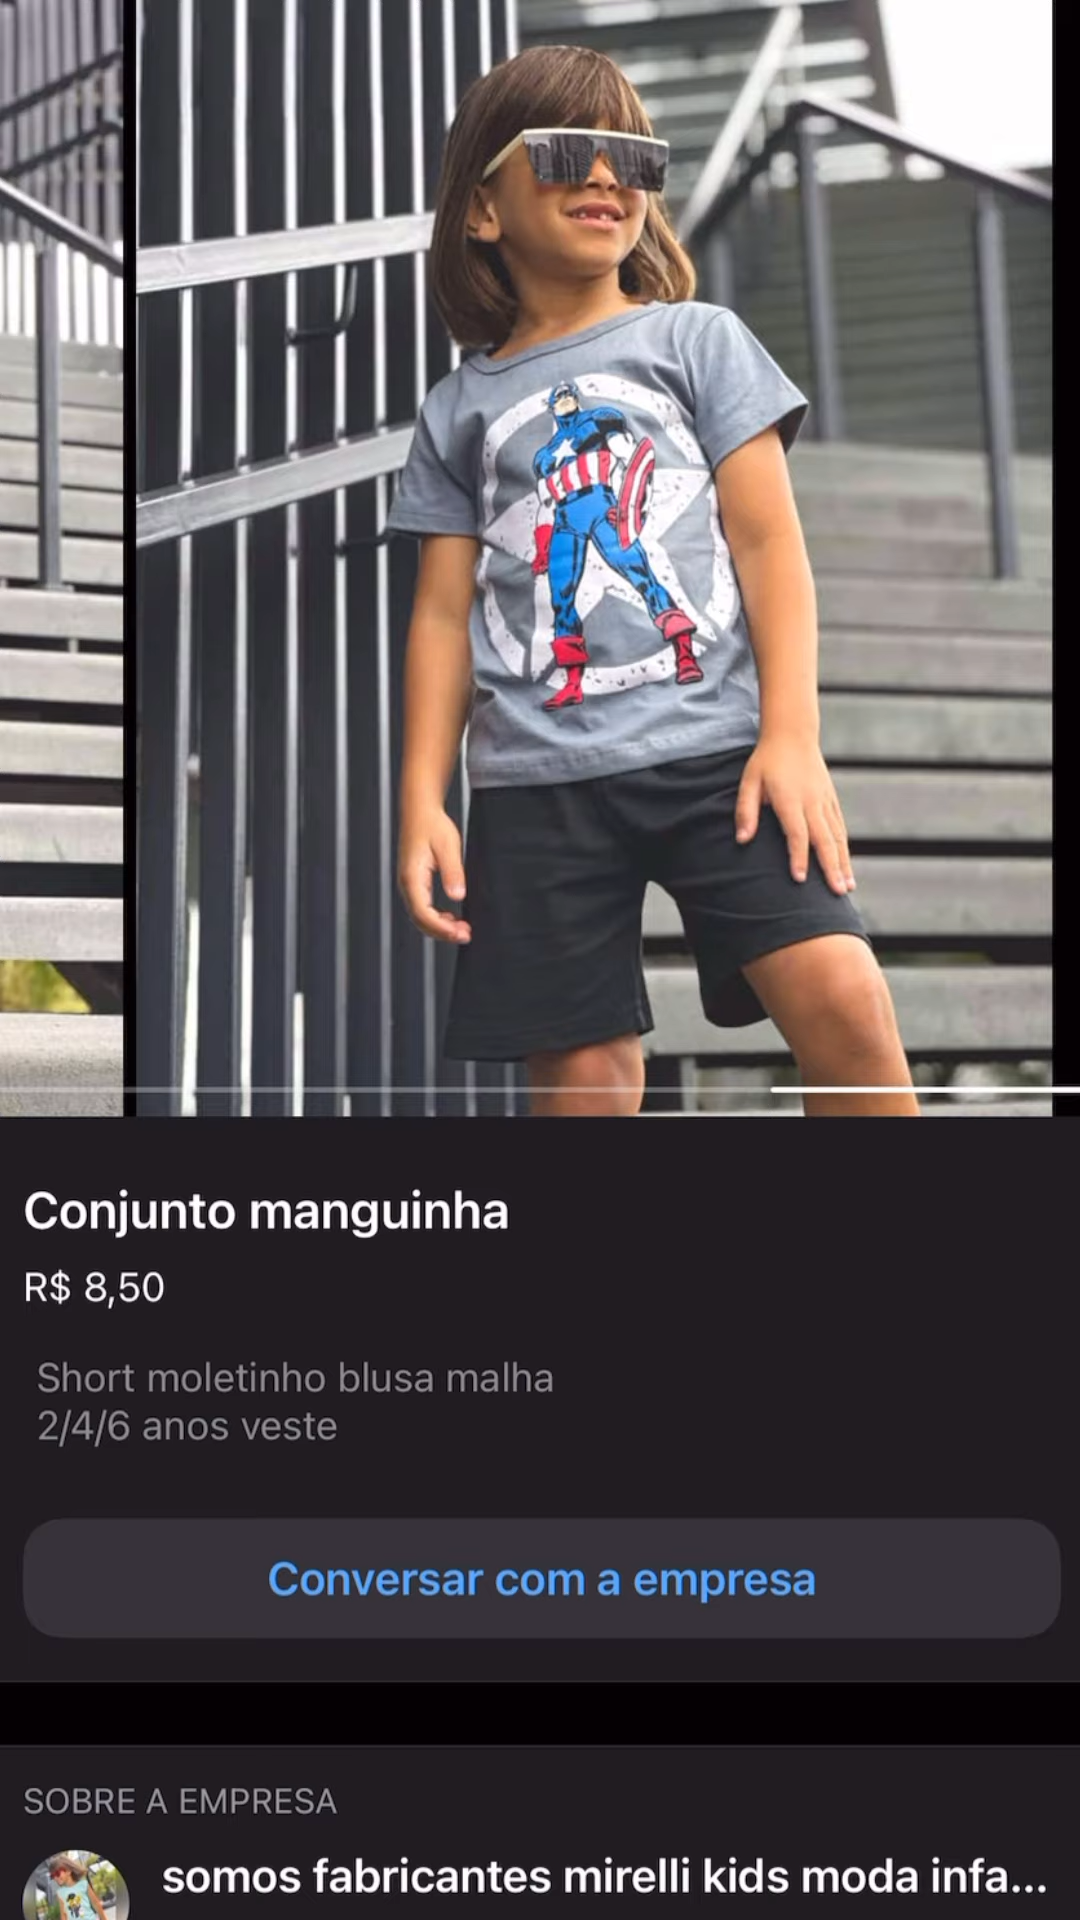 Conjunto manguinha
R$ 8,50
Short moletinho blusa malha
2/4/6 anos veste
Conversar com a empresa
SOBRE A EMPRESA
somos fabricantes mirelli kids moda infa...